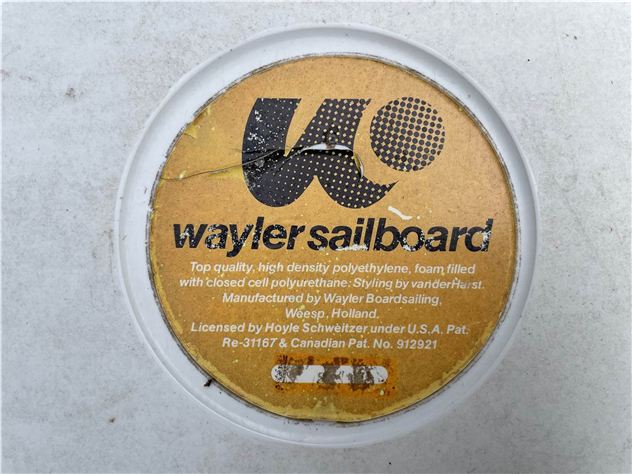 wayler sailboard
Top quality, high density polyethylene, foam filled
with closed cell polyurethane. Styling by vanderHarst.
Manufactured by Wayler Boardsailing,
Weesp, Holland.
Licensed by Hoyle Schweitzer under U.S.A. Pat.
Re-31167 & Canadian Pat. No. 912921